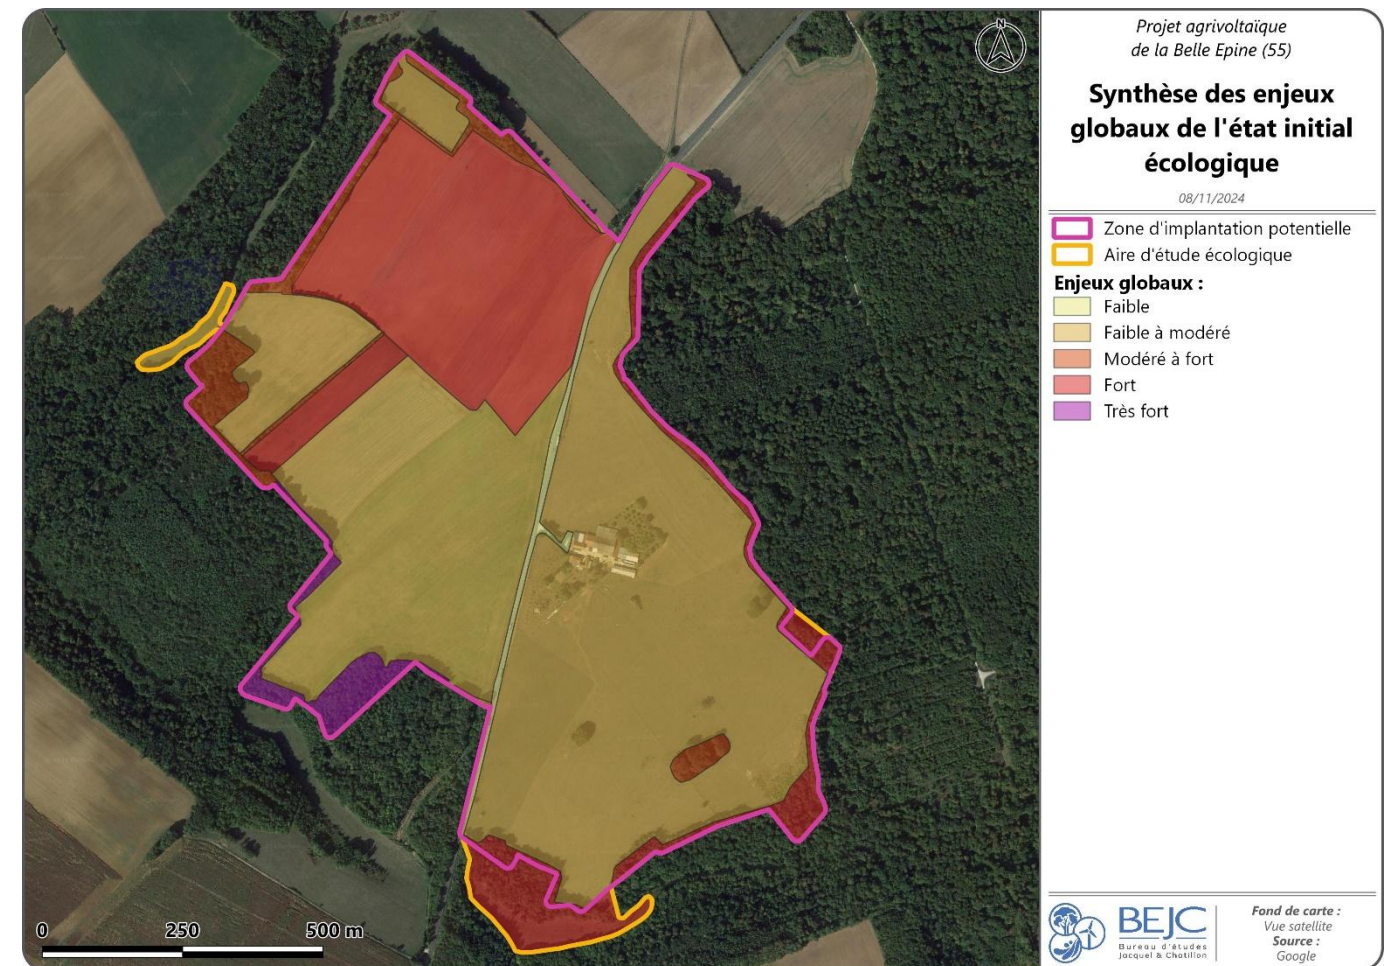 Projet agrivoltaïque
de la Belle Epine (55)
Synthèse des enjeux
globaux de l'état initial
écologique
08/11/2024
Zone d'implantation potentielle
Aire d'étude écologique
Enjeux globaux :
Faible
Faible à modéré
Modéré à fort
Fort
Très fort
N
0 250 500 m
BEJC
Bureau d'études
Jacquel & Chatillon
Fond de carte :
Vue satellite
Source :
Google